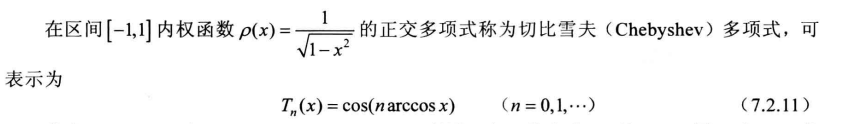 在区间[-1,1]内权函数 ρ(x) = 1/√(1−x²) 的正交多项式称为切比雪夫(Chebyshev)多项式,可
表示为
Tₙ(x) = cos(n arccos x) (n = 0,1,⋯) (7.2.11)